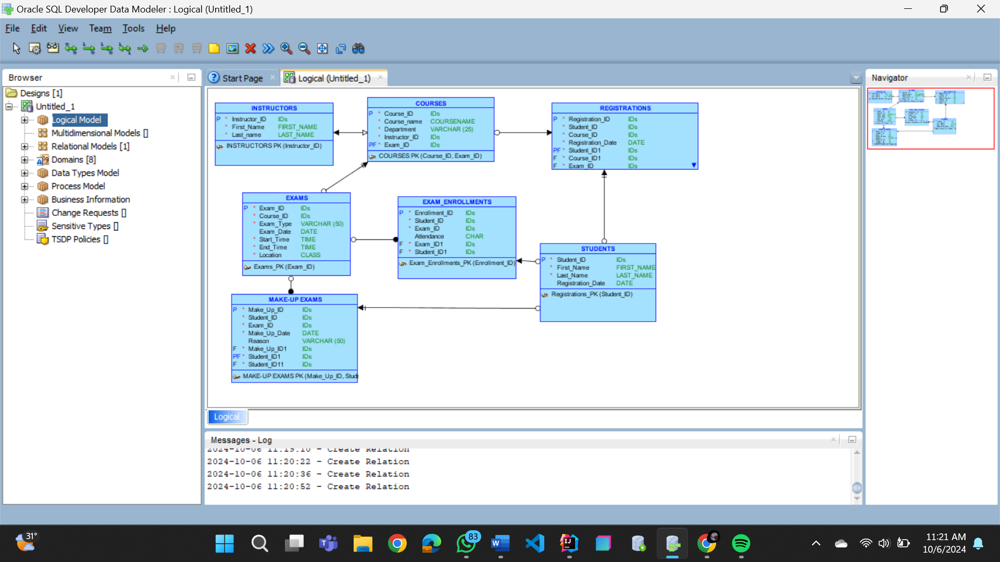 Oracle SQL Developer Data Modeler : Logical (Untitled_1)
File Edit View Team Tools Help
Browser
Designs [1]
Untitled_1
Logical Model
Multidimensional Models []
Relational Models [1]
Domains [8]
Data Types Model
Process Model
Business Information
Change Requests []
Sensitive Types []
TSDP Policies []
Start Page
Logical (Untitled_1)
INSTRUCTORS
P * Instructor_ID IDs
* First_Name FIRST_NAME
* Last_name LAST_NAME
INSTRUCTORS PK (Instructor_ID)
COURSES
P * Course_ID IDs
* Course_name COURSENAME
* Department VARCHAR (25)
* Instructor_ID IDs
PF * Exam_ID IDs
COURSES PK (Course_ID, Exam_ID)
REGISTRATIONS
P * Registration_ID IDs
* Student_ID IDs
* Course_ID IDs
* Registration_Date DATE
PF * Student_ID1 IDs
F * Course_ID1 IDs
F * Exam_ID IDs
EXAMS
P * Exam_ID IDs
* Course_ID IDs
* Exam_Type VARCHAR (50)
Exam_Date DATE
* Start_Time TIME
* End_Time TIME
* Location CLASS
Exams_PK (Exam_ID)
EXAM_ENROLLMENTS
P * Enrollment_ID IDs
* Student_ID IDs
* Exam_ID IDs
Attendance CHAR
F * Exam_ID1 IDs
F * Student_ID1 IDs
Exam_Enrollments_PK (Enrollment_ID)
STUDENTS
P * Student_ID IDs
* First_Name FIRST_NAME
* Last_Name LAST_NAME
Registration_Date DATE
Registrations_PK (Student_ID)
MAKE-UP EXAMS
P * Make_Up_ID IDs
* Student_ID IDs
* Exam_ID IDs
* Make_Up_Date DATE
Reason VARCHAR (50)
F * Make_Up_ID1 IDs
PF * Student_ID1 IDs
F * Student_ID11 IDs
MAKE-UP EXAMS PK (Make_Up_ID, Stud
Logical
Navigator
Messages - Log
2024-10-06 11:19:10 - Create Relation
2024-10-06 11:20:22 - Create Relation
2024-10-06 11:20:36 - Create Relation
2024-10-06 11:20:52 - Create Relation
31°
83
11:21 AM
10/6/2024